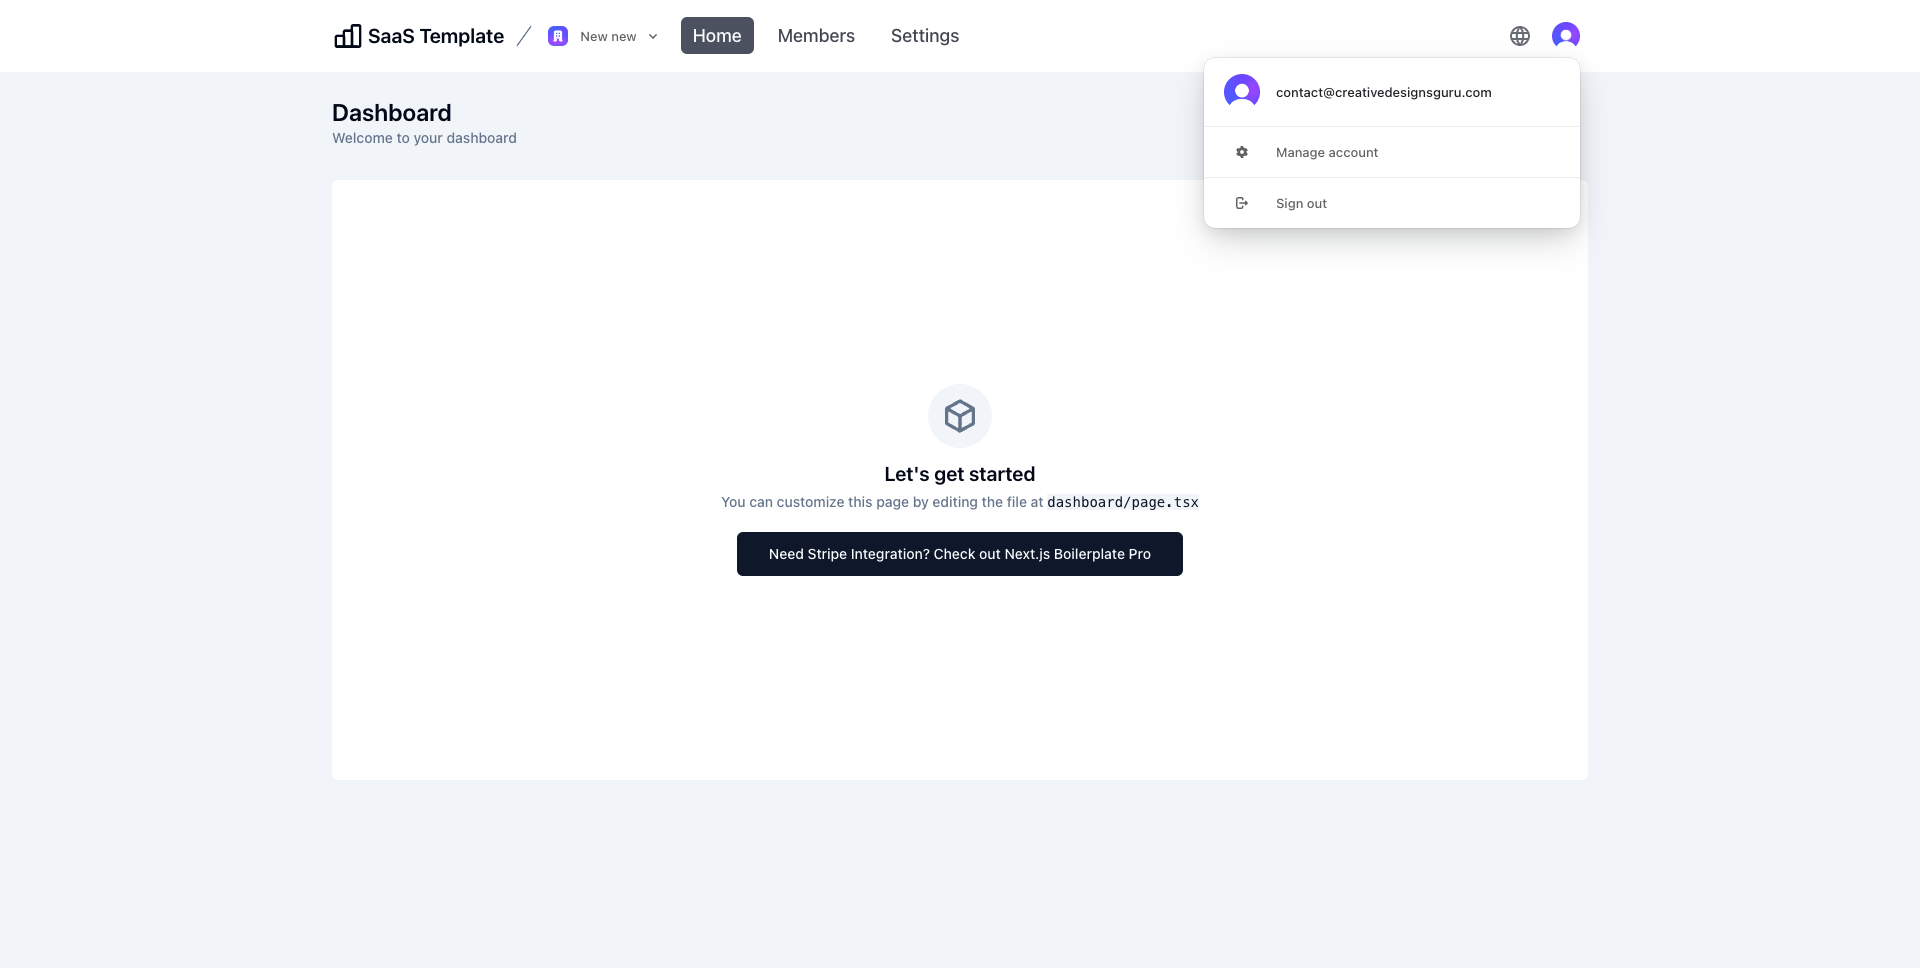 SaaS Template
New new
Home
Members
Settings
contact@creativedesignsguru.com
Manage account
Sign out
Dashboard
Welcome to your dashboard
Let's get started
You can customize this page by editing the file at dashboard/page.tsx
Need Stripe Integration? Check out Next.js Boilerplate Pro